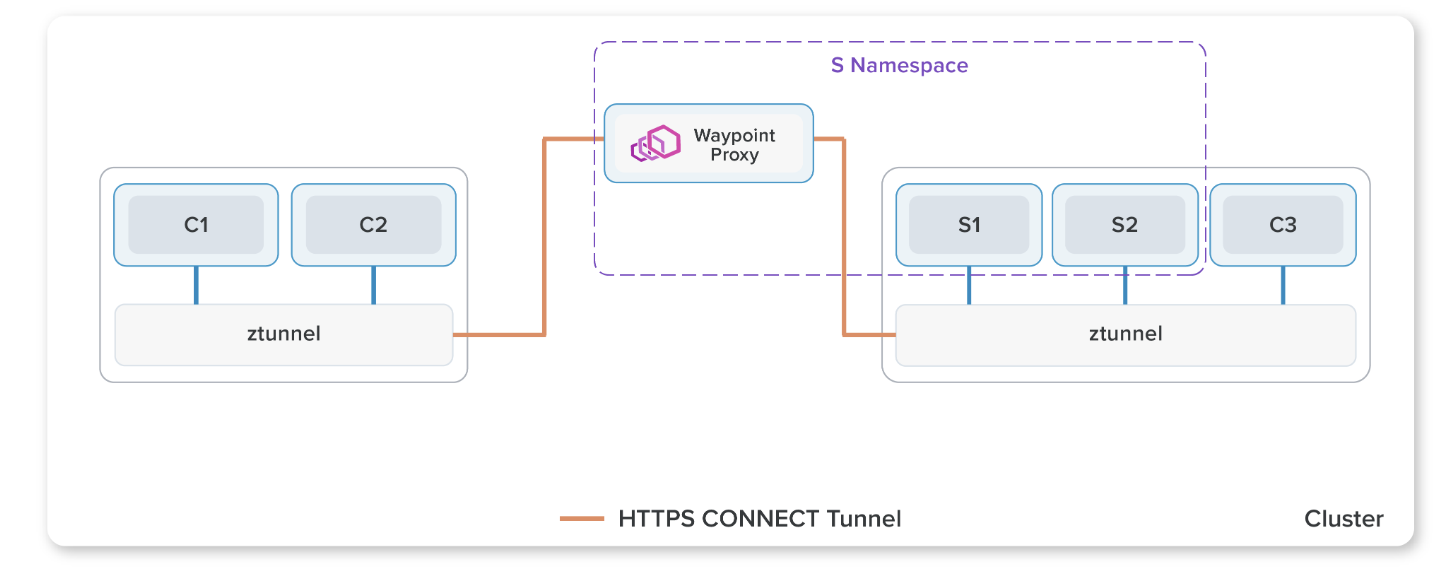 S Namespace
Waypoint
Proxy
C1
C2
S1
S2
C3
ztunnel
ztunnel
HTTPS CONNECT Tunnel
Cluster